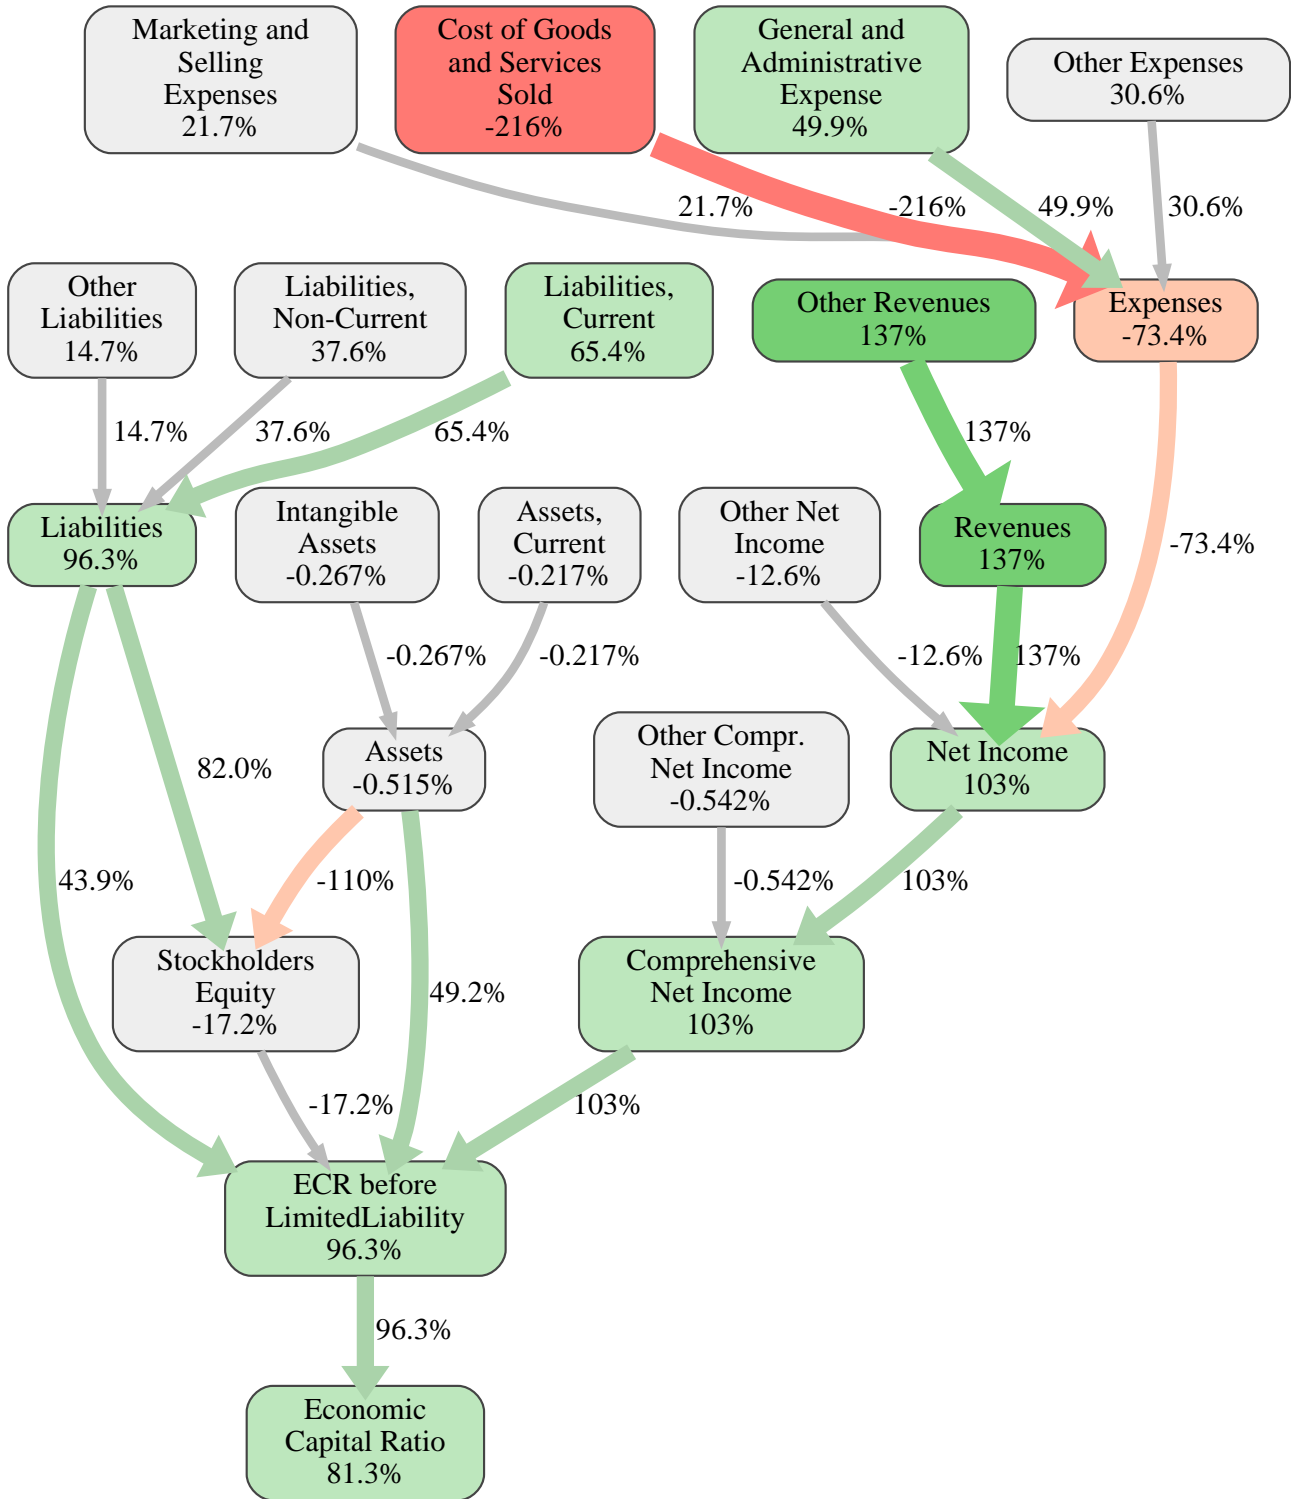 Marketing and
Selling
Expenses
21.7%
Cost of Goods
and Services
Sold
-216%
General and
Administrative
Expense
49.9%
Other Expenses
30.6%
21.7%
-216%
49.9%
30.6%
Other
Liabilities
14.7%
Liabilities,
Non-Current
37.6%
Liabilities,
Current
65.4%
Other Revenues
137%
Expenses
-73.4%
14.7%
37.6%
65.4%
137%
-73.4%
Liabilities
96.3%
Intangible
Assets
-0.267%
Assets,
Current
-0.217%
Other Net
Income
-12.6%
Revenues
137%
-0.267%
-0.217%
-12.6%
137%
82.0%
Assets
-0.515%
Other Compr.
Net Income
-0.542%
Net Income
103%
43.9%
-110%
49.2%
-0.542%
103%
Stockholders
Equity
-17.2%
Comprehensive
Net Income
103%
-17.2%
103%
ECR before
LimitedLiability
96.3%
96.3%
Economic
Capital Ratio
81.3%